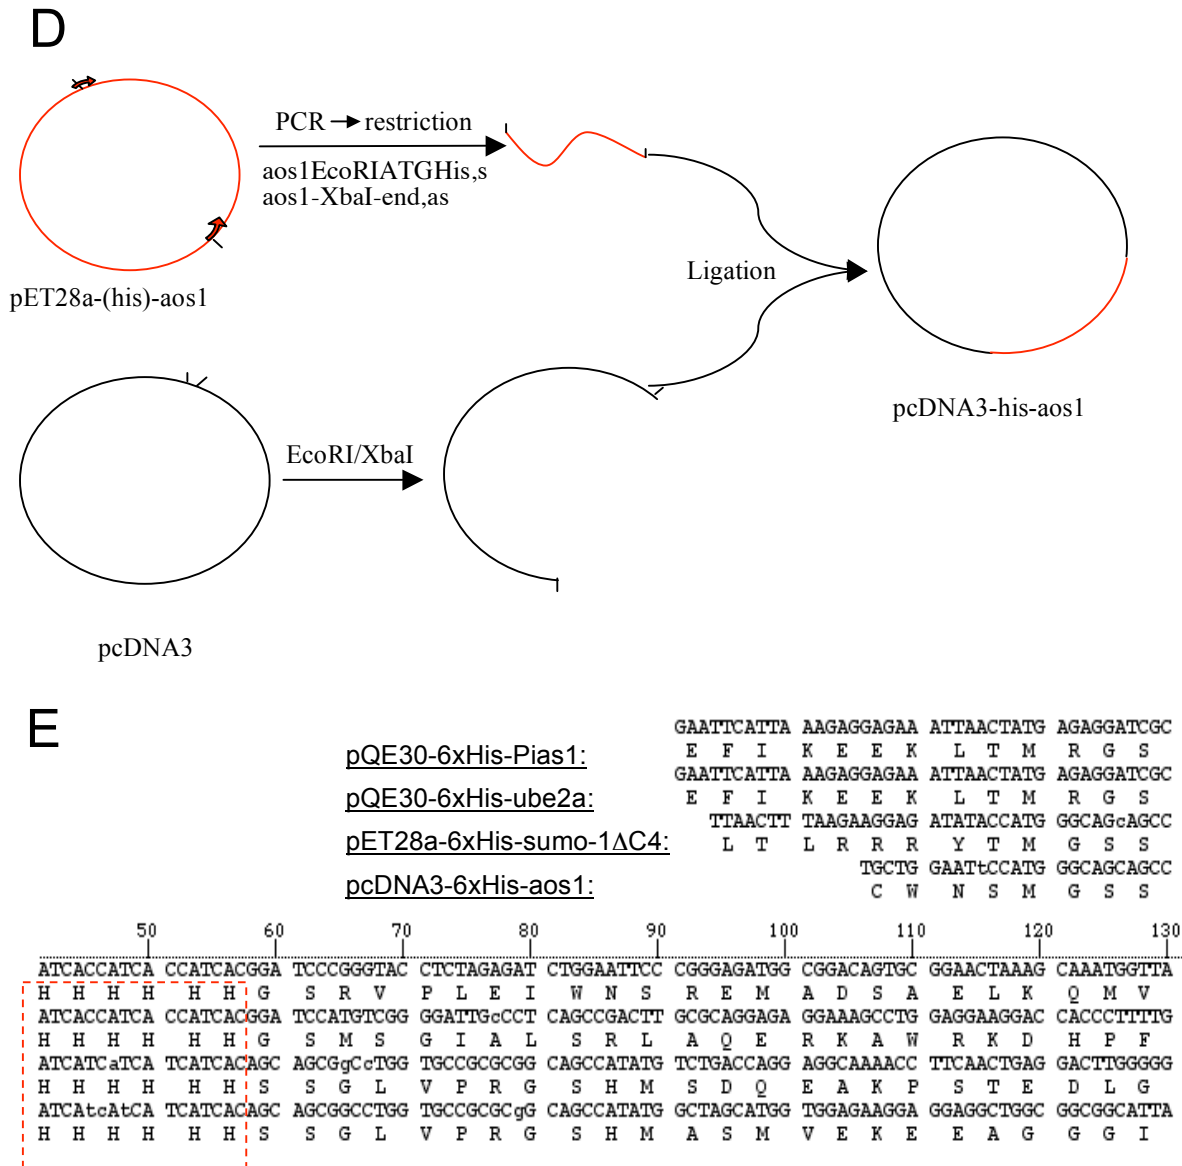 D
PCR → restriction
aos1EcoRIATGHis,s
aos1-XbaI-end,as
pET28a-(his)-aos1
Ligation
pcDNA3-his-aos1
EcoRI/XbaI
pcDNA3
E
GAATTCATTA AAGAGGAGAA ATTAACTATG AGAGGATCGC
pQE30-6xHis-Pias1:
E F I K E E K L T M R G S
GAATTCATTA AAGAGGAGAA ATTAACTATG AGAGGATCGC
pQE30-6xHis-ube2a:
E F I K E E K L T M R G S
TTAACTT TAAGAAGGAG ATATACCATG GGCAGcAGCC
pET28a-6xHis-sumo-1ΔC4:
L T L R R R Y T M G S S
TGCTG GAATtCCATG GGCAGCAGCC
pcDNA3-6xHis-aos1:
C W N S M G S S
50 60 70 80 90 100 110 120 130
ATCACCATCA CCATCACGGA TCCCGGGTAC CTCTAGAGAT CTGGAATTCC CGGGAGATGG CGGACAGTGC GGAACTAAAG CAAATGGTTA
H H H H H H G S R V P L E I W N S R E M A D S A E L K Q M V
ATCACCATCA CCATCACGGA TCCATGTCGG GGATTGcCCT CAGCCGACTT GCGCAGGAGA GGAAAGCCTG GAGGAAGGAC CACCCTTTTG
H H H H H H G S M S G I A L S R L A Q E R K A W R K D H P F
ATCATCaTCA TCATCACAGC AGCGgCcTGG TGCCGCGCGG CAGCCATATG TCTGACCAGG AGGCAAAACC TTCAACTGAG GACTTGGGGG
H H H H H H S S G L V P R G S H M S D Q E A K P S T E D L G
ATCAtcAtCA TCATCACAGC AGCGGCCTGG TGCCGCGCgG CAGCCATATG GCTAGCATGG TGGAGAAGGA GGAGGCTGGC GGCGGCATTA
H H H H H H S S G L V P R G S H M A S M V E K E E A G G G I